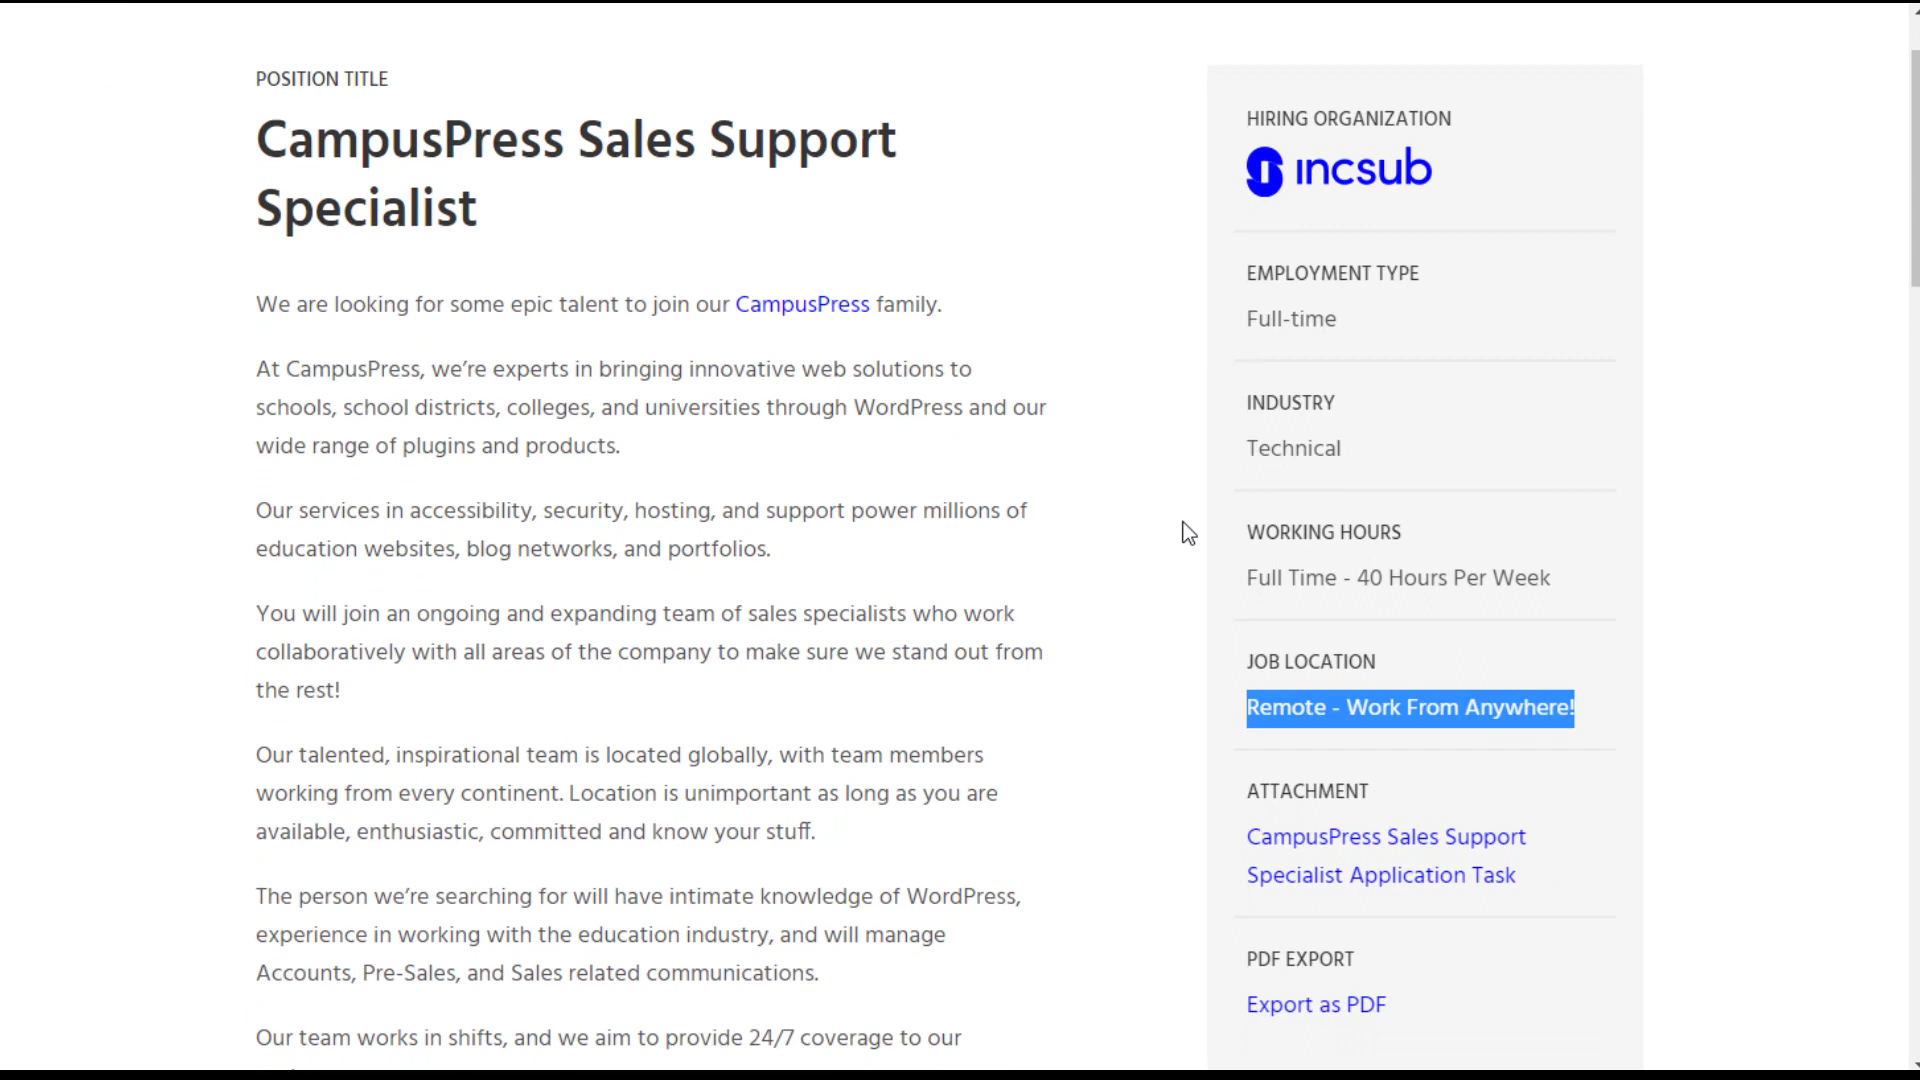 POSITION TITLE
CampusPress Sales Support
Specialist
We are looking for some epic talent to join our CampusPress family.
At CampusPress, we’re experts in bringing innovative web solutions to
schools, school districts, colleges, and universities through WordPress and our
wide range of plugins and products.
Our services in accessibility, security, hosting, and support power millions of
education websites, blog networks, and portfolios.
You will join an ongoing and expanding team of sales specialists who work
collaboratively with all areas of the company to make sure we stand out from
the rest!
Our talented, inspirational team is located globally, with team members
working from every continent. Location is unimportant as long as you are
available, enthusiastic, committed and know your stuff.
The person we’re searching for will have intimate knowledge of WordPress,
experience in working with the education industry, and will manage
Accounts, Pre-Sales, and Sales related communications.
Our team works in shifts, and we aim to provide 24/7 coverage to our
HIRING ORGANIZATION
incsub
EMPLOYMENT TYPE
Full-time
INDUSTRY
Technical
WORKING HOURS
Full Time - 40 Hours Per Week
JOB LOCATION
Remote - Work From Anywhere!
ATTACHMENT
CampusPress Sales Support
Specialist Application Task
PDF EXPORT
Export as PDF